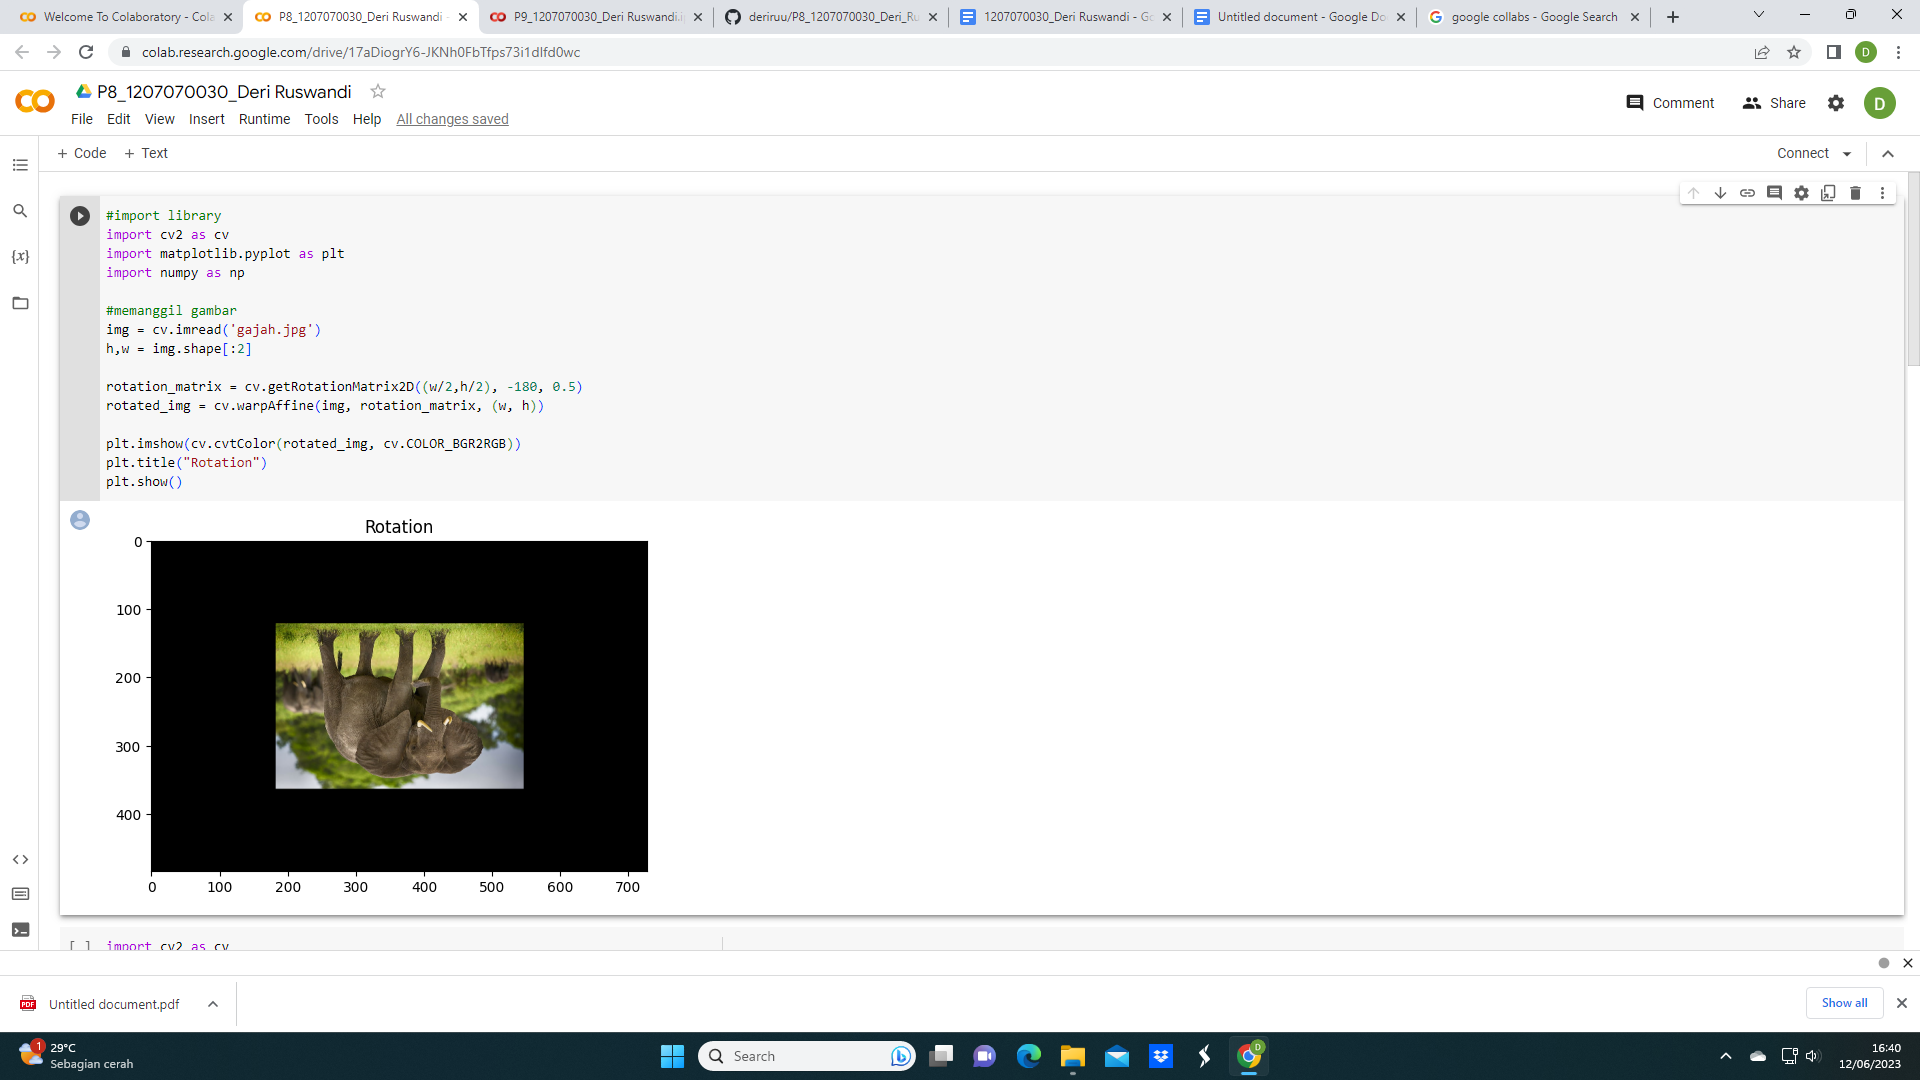 Welcome To Colaboratory - Cola
P8_1207070030_Deri Ruswandi -
P9_1207070030_Deri Ruswandi.i
deriruu/P8_1207070030_Deri_Ru
1207070030_Deri Ruswandi - Go
Untitled document - Google Do
google collabs - Google Search
colab.research.google.com/drive/17aDiogrY6-JKNh0FbTfps73i1dIfd0wc
D
P8_1207070030_Deri Ruswandi
File Edit View Insert Runtime Tools Help All changes saved
Comment Share D
+ Code + Text
Connect
#import library
import cv2 as cv
import matplotlib.pyplot as plt
import numpy as np
#memanggil gambar
img = cv.imread('gajah.jpg')
h,w = img.shape[:2]
rotation_matrix = cv.getRotationMatrix2D((w/2,h/2), -180, 0.5)
rotated_img = cv.warpAffine(img, rotation_matrix, (w, h))
plt.imshow(cv.cvtColor(rotated_img, cv.COLOR_BGR2RGB))
plt.title("Rotation")
plt.show()
{x}
Rotation
0
100
200
300
400
0 100 200 300 400 500 600 700
[ ] import cv2 as cv
PDF Untitled document.pdf
Show all
1
29°C
Sebagian cerah
Search
D
16:40
12/06/2023